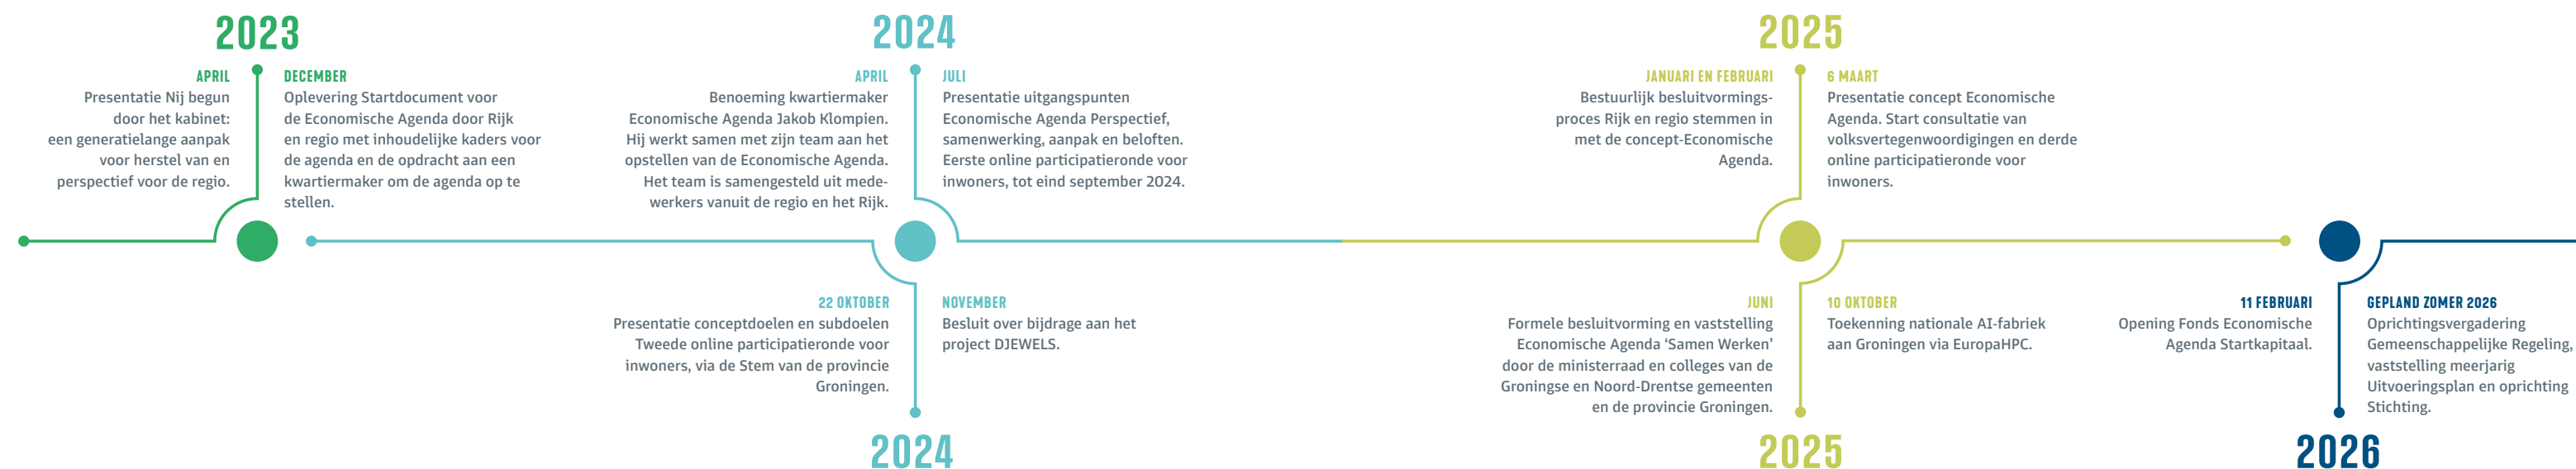 2023
APRIL
Presentatie Nij begun
door het kabinet:
een generatielange aanpak
voor herstel van en
perspectief voor de regio.
DECEMBER
Oplevering Startdocument voor
de Economische Agenda door Rijk
en regio met inhoudelijke kaders voor
de agenda en de opdracht aan een
kwartiermaker om de agenda op te
stellen.
2024
APRIL
Benoeming kwartiermaker
Economische Agenda Jakob Klompien.
Hij werkt samen met zijn team aan het
opstellen van de Economische Agenda.
Het team is samengesteld uit mede-
werkers vanuit de regio en het Rijk.
JULI
Presentatie uitgangspunten
Economische Agenda Perspectief,
samenwerking, aanpak en beloften.
Eerste online participatieronde voor
inwoners, tot eind september 2024.
22 OKTOBER
Presentatie conceptdoelen en subdoelen
Tweede online participatieronde voor
inwoners, via de Stem van de provincie
Groningen.
NOVEMBER
Besluit over bijdrage aan het
project DJEWELS.
2024
2025
JANUARI EN FEBRUARI
Bestuurlijk besluitvormings-
proces Rijk en regio stemmen in
met de concept-Economische
Agenda.
6 MAART
Presentatie concept Economische
Agenda. Start consultatie van
volksvertegenwoordigingen en derde
online participatieronde voor
inwoners.
JUNI
Formele besluitvorming en vaststelling
Economische Agenda ‘Samen Werken’
door de ministerraad en colleges van de
Groningse en Noord-Drentse gemeenten
en de provincie Groningen.
10 OKTOBER
Toekenning nationale AI-fabriek
aan Groningen via EuropaHPC.
2025
11 FEBRUARI
Opening Fonds Economische
Agenda Startkapitaal.
GEPLAND ZOMER 2026
Oprichtingsvergadering
Gemeenschappelijke Regeling,
vaststelling meerjarig
Uitvoeringsplan en oprichting
Stichting.
2026